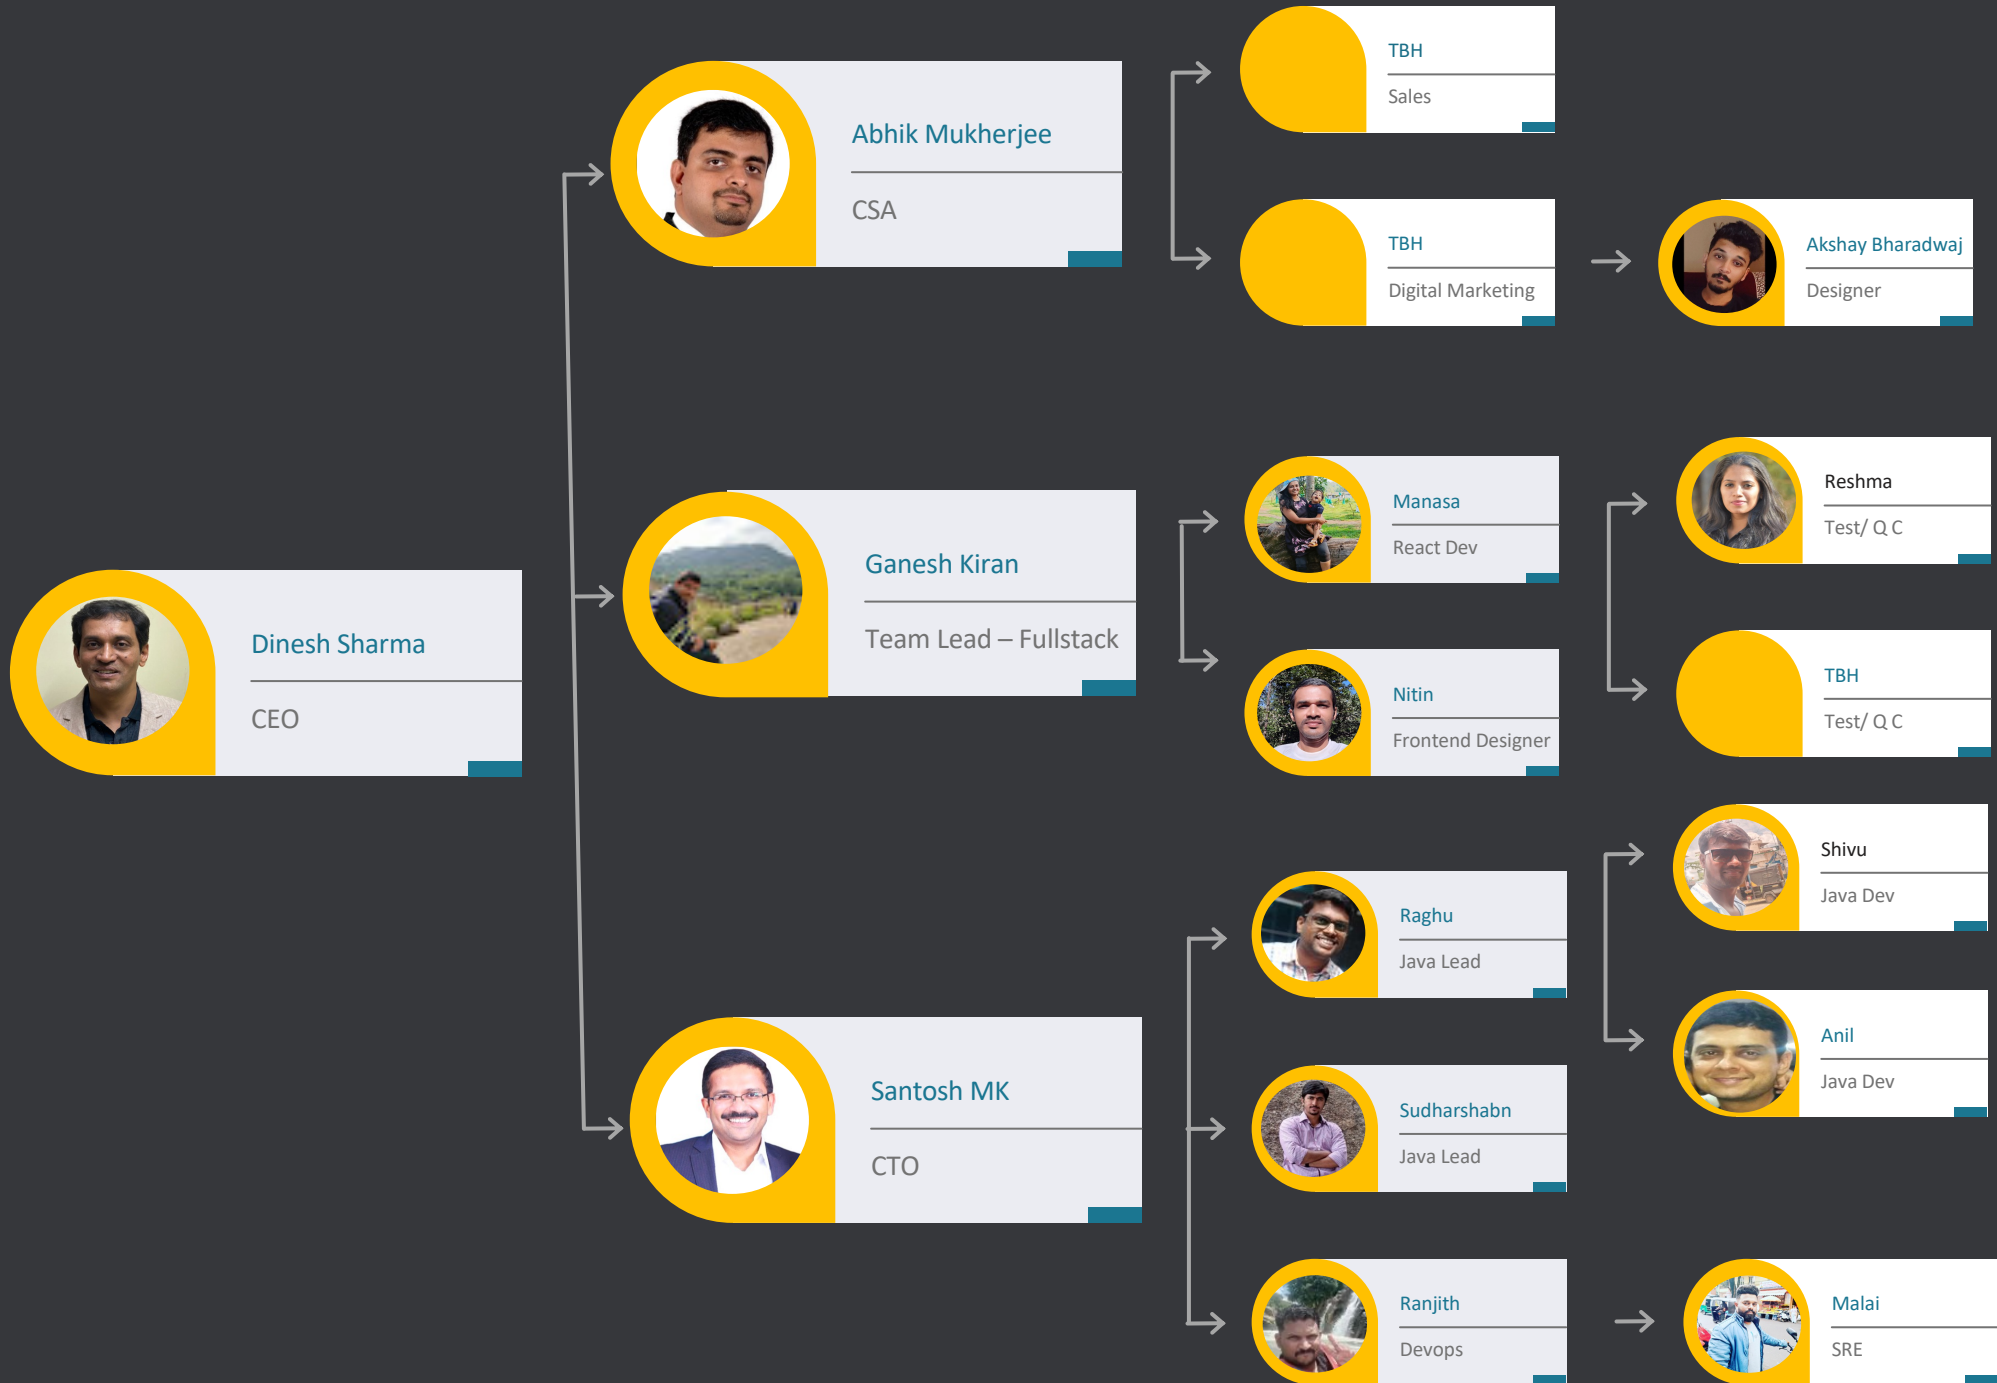 TBH
Sales
Abhik Mukherjee
CSA
TBH
Digital Marketing
Akshay Bharadwaj
Designer
Dinesh Sharma
CEO
Ganesh Kiran
Team Lead – Fullstack
Manasa
React Dev
Reshma
Test/ Q C
Nitin
Frontend Designer
TBH
Test/ Q C
Santosh MK
CTO
Raghu
Java Lead
Shivu
Java Dev
Anil
Java Dev
Sudharshabn
Java Lead
Ranjith
Devops
Malai
SRE